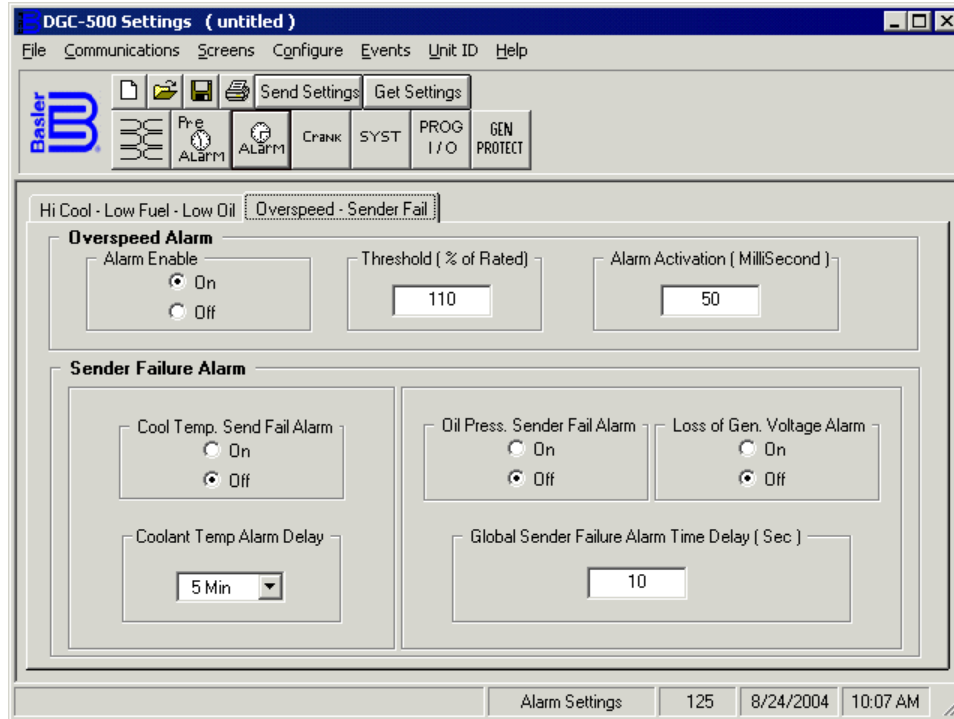 DGC-500 Settings ( untitled )
File Communications Screens Configure Events Unit ID Help
Basler
Send Settings Get Settings
Pre ALarm
ALarm
Crank
SYST
PROG I/O
GEN PROTECT
Hi Cool - Low Fuel - Low Oil Overspeed - Sender Fail
Overspeed Alarm
Alarm Enable
On
Off
Threshold ( % of Rated)
110
Alarm Activation ( MilliSecond )
50
Sender Failure Alarm
Cool Temp. Send Fail Alarm
On
Off
Coolant Temp Alarm Delay
5 Min
Oil Press. Sender Fail Alarm
On
Off
Loss of Gen. Voltage Alarm
On
Off
Global Sender Failure Alarm Time Delay ( Sec )
10
Alarm Settings 125 8/24/2004 10:07 AM